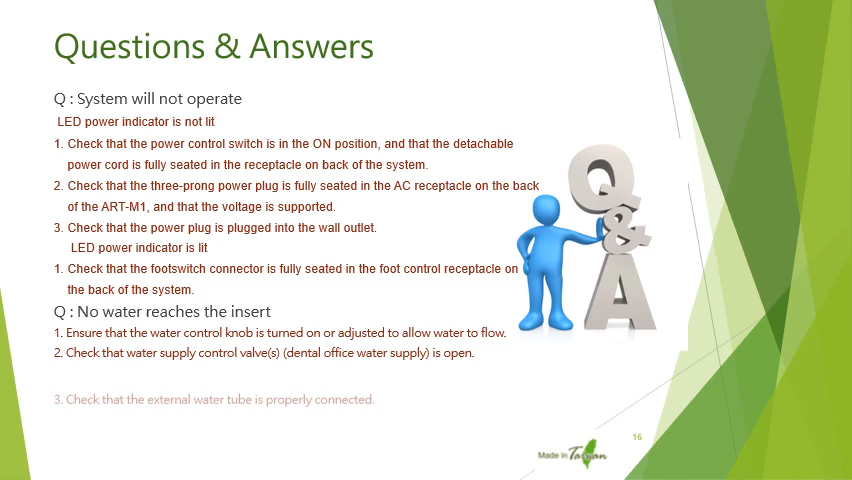 Questions & Answers
Q : System will not operate
LED power indicator is not lit
1. Check that the power control switch is in the ON position, and that the detachable
power cord is fully seated in the receptacle on back of the system.
2. Check that the three-prong power plug is fully seated in the AC receptacle on the back
of the ART-M1, and that the voltage is supported.
3. Check that the power plug is plugged into the wall outlet.
LED power indicator is lit
1. Check that the footswitch connector is fully seated in the foot control receptacle on
the back of the system.
Q : No water reaches the insert
1. Ensure that the water control knob is turned on or adjusted to allow water to flow.
2. Check that water supply control valve(s) (dental office water supply) is open.
3. Check that the external water tube is properly connected.
Q
&
A
16
Made in Taiwan